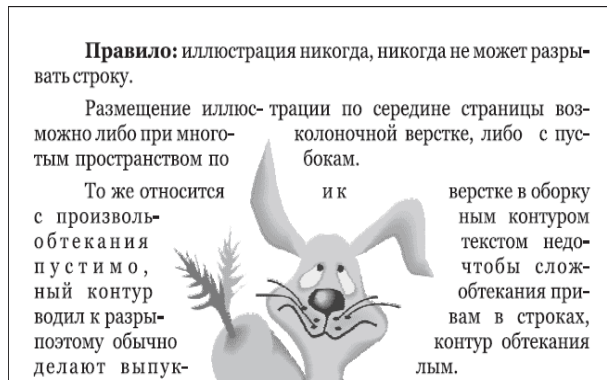 Правило: иллюстрация никогда, никогда не может разры-
вать строку.
Размещение иллюс- трации по середине страницы воз-
можно либо при много- колоночной верстке, либо с пус-
тым пространством по бокам.
То же относится и к верстке в оборку
с произволь- ным контуром
обтекания текстом недо-
пустимо, чтобы слож-
ный контур обтекания при-
водил к разры- вам в строках,
поэтому обычно контур обтекания
делают выпук- лым.